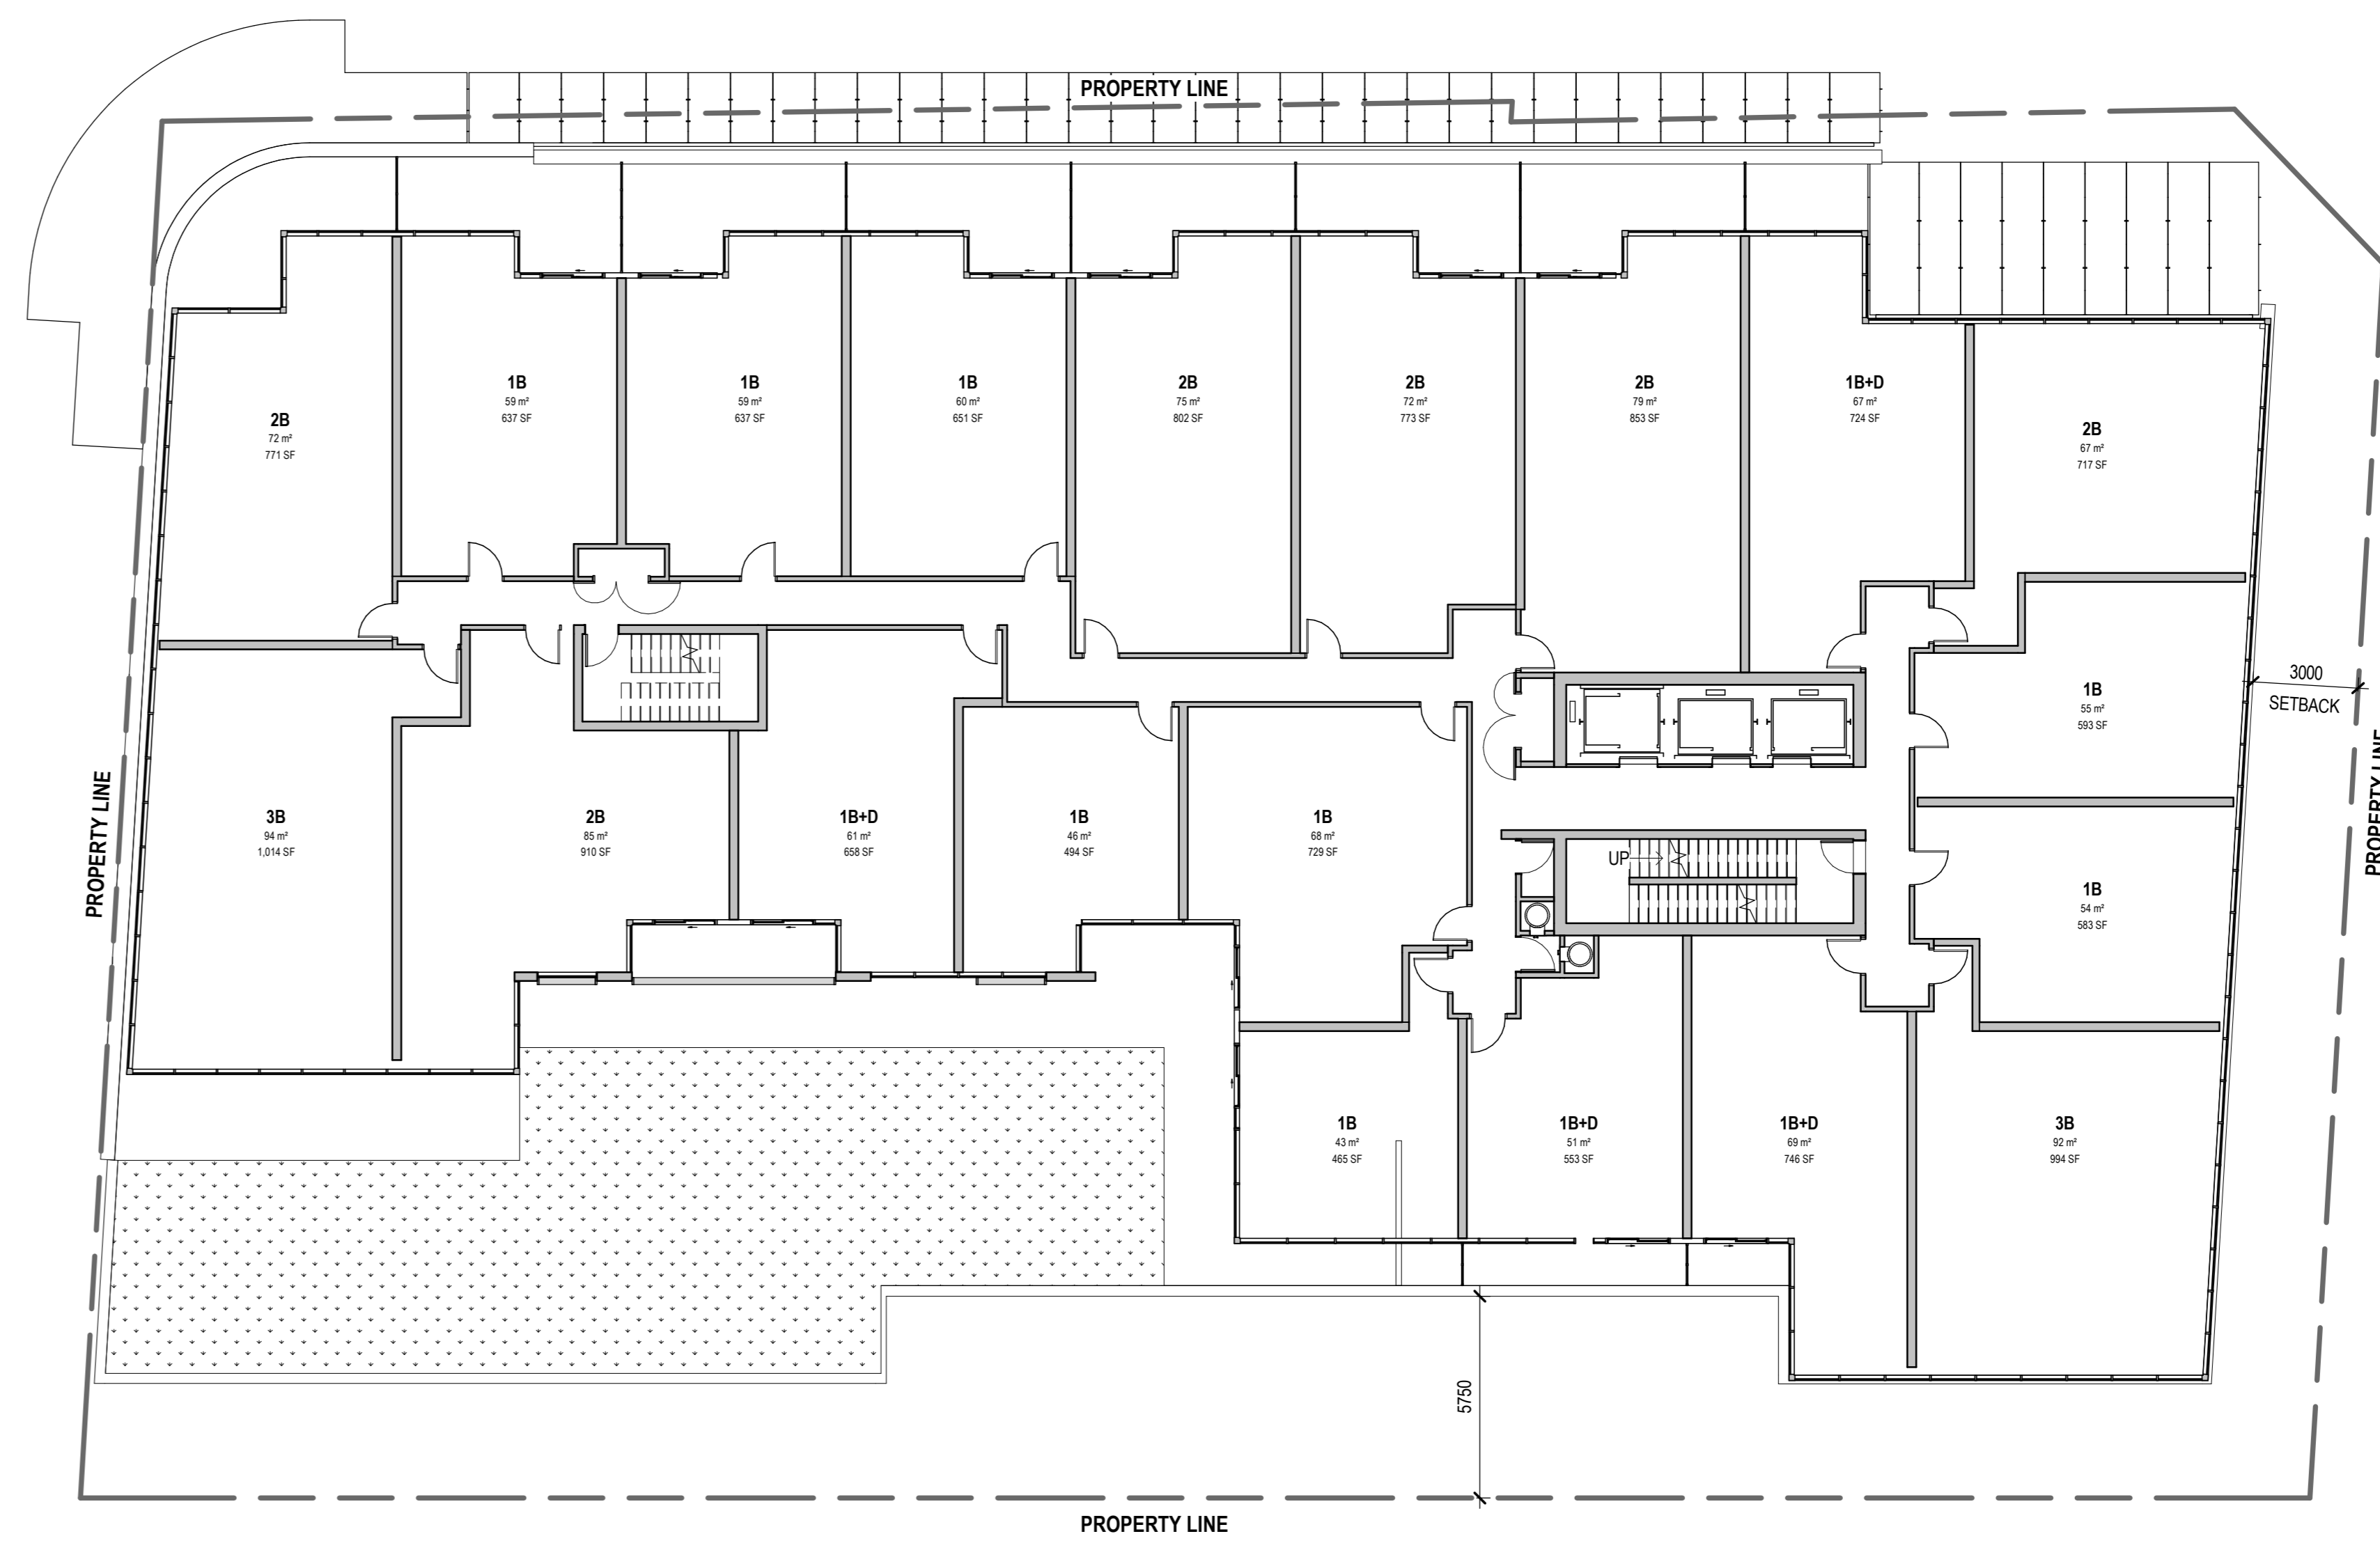 PROPERTY LINE
1B
59 m²
637 SF
1B
59 m²
637 SF
1B
60 m²
651 SF
2B
75 m²
802 SF
2B
72 m²
773 SF
2B
79 m²
853 SF
1B+D
67 m²
724 SF
2B
72 m²
771 SF
2B
67 m²
717 SF
1B
55 m²
593 SF
3000
SETBACK
PROPERTY LINE
PROPERTY LINE
3B
94 m²
1,014 SF
2B
85 m²
910 SF
1B+D
61 m²
658 SF
1B
46 m²
494 SF
1B
68 m²
729 SF
UP
1B
54 m²
583 SF
1B
43 m²
465 SF
1B+D
51 m²
553 SF
1B+D
69 m²
746 SF
3B
92 m²
994 SF
5750
PROPERTY LINE